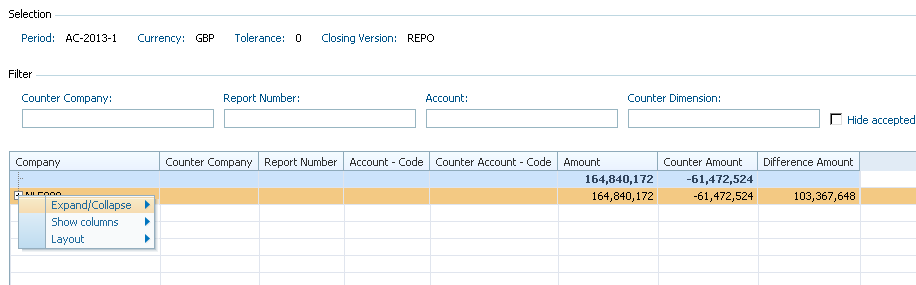 Selection
Period: AC-2013-1 Currency: GBP Tolerance: 0 Closing Version: REPO
Filter
Counter Company: Report Number: Account: Counter Dimension:
Hide accepted
Company Counter Company Report Number Account - Code Counter Account - Code Amount Counter Amount Difference Amount
164,840,172 -61,472,524
164,840,172 -61,472,524 103,367,648
Expand/Collapse
Show columns
Layout